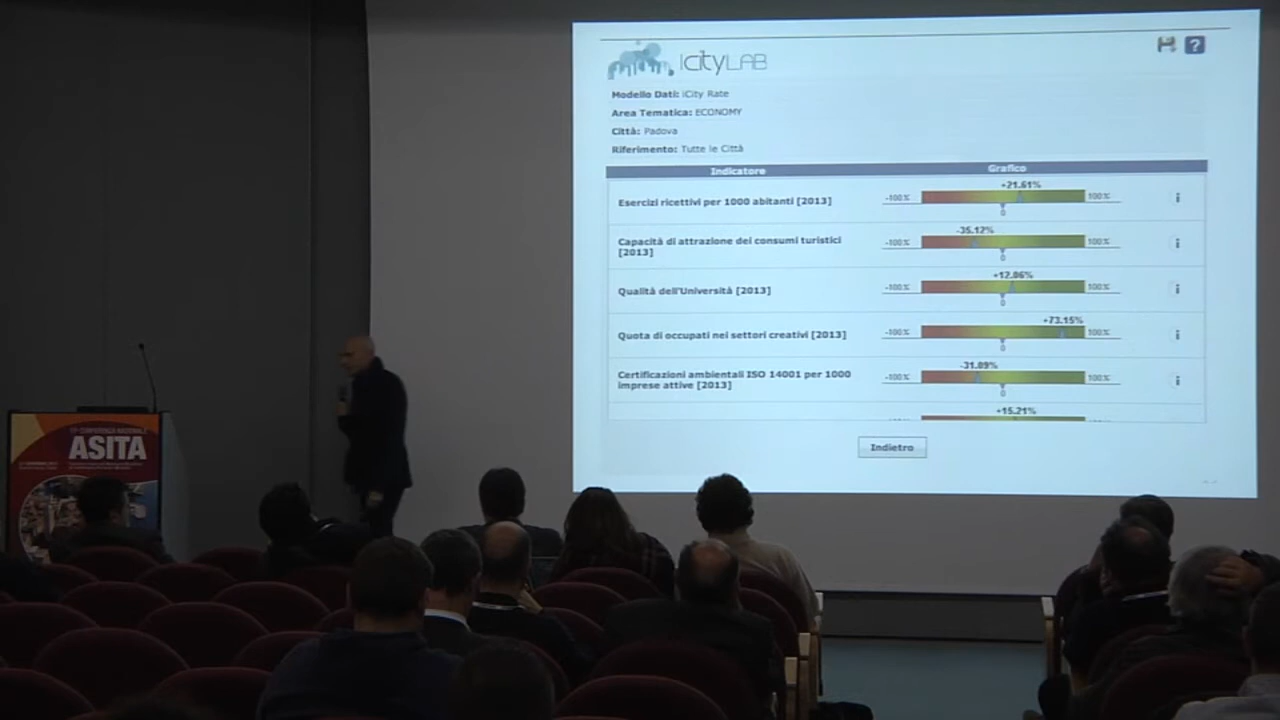 ICITYLAB
?
Modello Dati: iCity Rate
Area Tematica: ECONOMY
Città: Padova
Riferimento: Tutte le Città
Indicatore Grafico
Esercizi ricettivi per 1000 abitanti [2013] -100% +21.61% 100% 0 i
Capacità di attrazione dei consumi turistici
[2013] -100% -35.12% 100% 0 i
Qualità dell'Università [2013] -100% +12.06% 100% 0 i
Quota di occupati nei settori creativi [2013] -100% +73.15% 100% 0 i
Certificazioni ambientali ISO 14001 per 1000
imprese attive [2013] -100% -31.09% 100% 0 i
+15.21%
Indietro
CONFERENZA NAZIONALE
ASITA